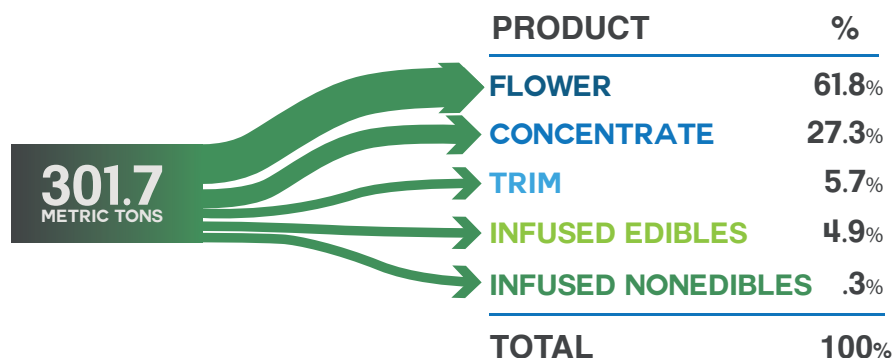 PRODUCT %
FLOWER 61.8%
CONCENTRATE 27.3%
301.7
METRIC TONS
TRIM 5.7%
INFUSED EDIBLES 4.9%
INFUSED NONEDIBLES .3%
TOTAL 100%